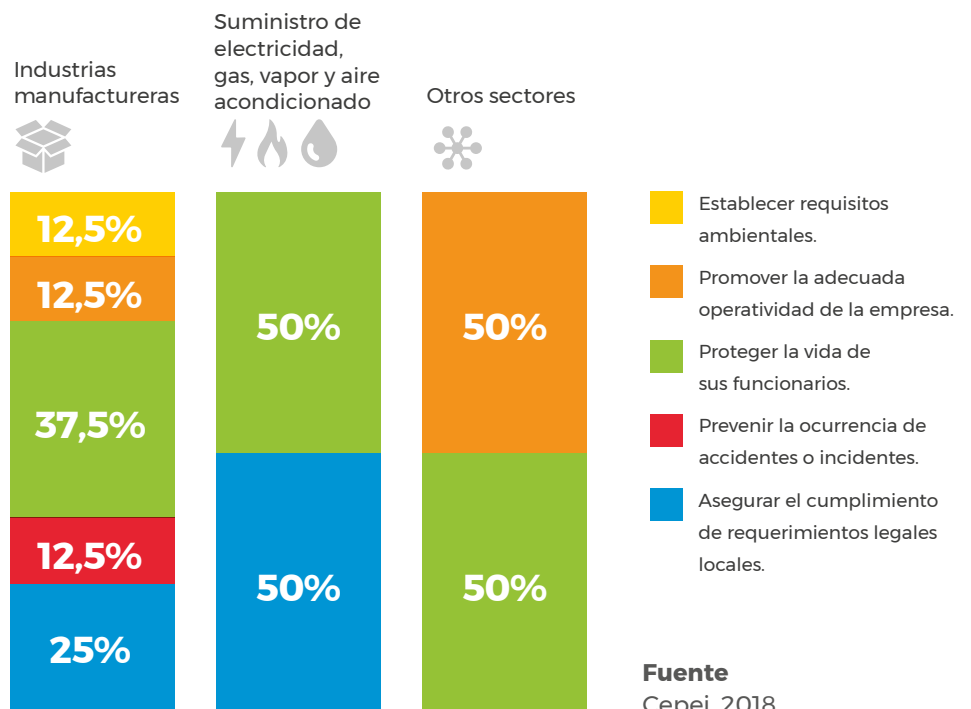 Industrias
manufactureras
Suministro de
electricidad,
gas, vapor y aire
acondicionado
Otros sectores
12,5%
12,5%
37,5%
12,5%
25%
50%
50%
50%
50%
Establecer requisitos
ambientales.
Promover la adecuada
operatividad de la empresa.
Proteger la vida de
sus funcionarios.
Prevenir la ocurrencia de
accidentes o incidentes.
Asegurar el cumplimiento
de requerimientos legales
locales.
Fuente
Cepei, 2018